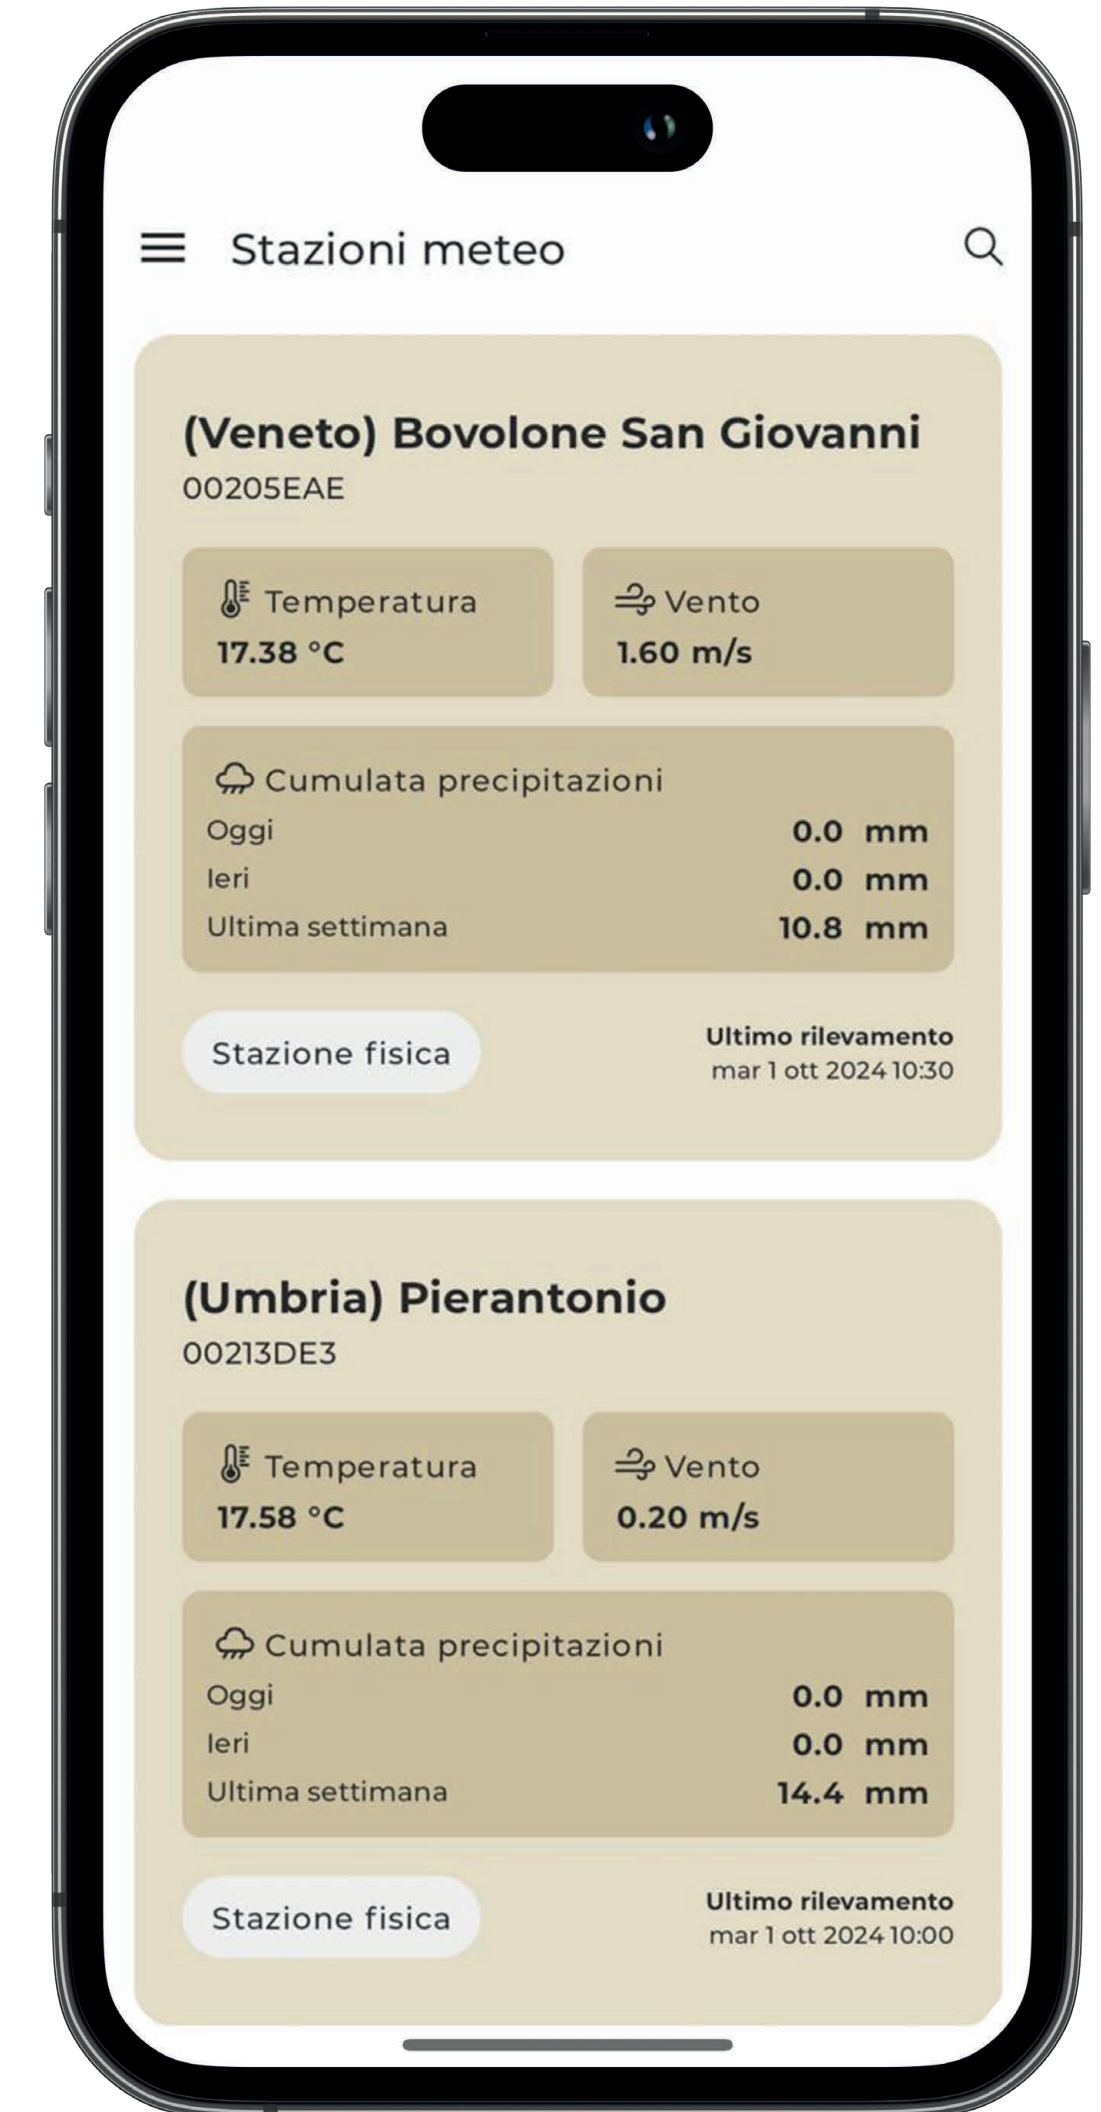 Stazioni meteo
(Veneto) Bovolone San Giovanni
00205EAE
Temperatura
17.38 °C
Vento
1.60 m/s
Cumulata precipitazioni
Oggi 0.0 mm
Ieri 0.0 mm
Ultima settimana 10.8 mm
Stazione fisica
Ultimo rilevamento
mar 1 ott 2024 10:30
(Umbria) Pierantonio
00213DE3
Temperatura
17.58 °C
Vento
0.20 m/s
Cumulata precipitazioni
Oggi 0.0 mm
Ieri 0.0 mm
Ultima settimana 14.4 mm
Stazione fisica
Ultimo rilevamento
mar 1 ott 2024 10:00